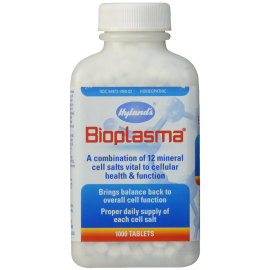 HOMEOPATHIC
Hyland's
Bioplasma®
A combination of 12 mineral
cell salts vital to cellular
health & function
Brings balance back to
overall cell function
Proper daily supply of
each cell salt
1000 TABLETS